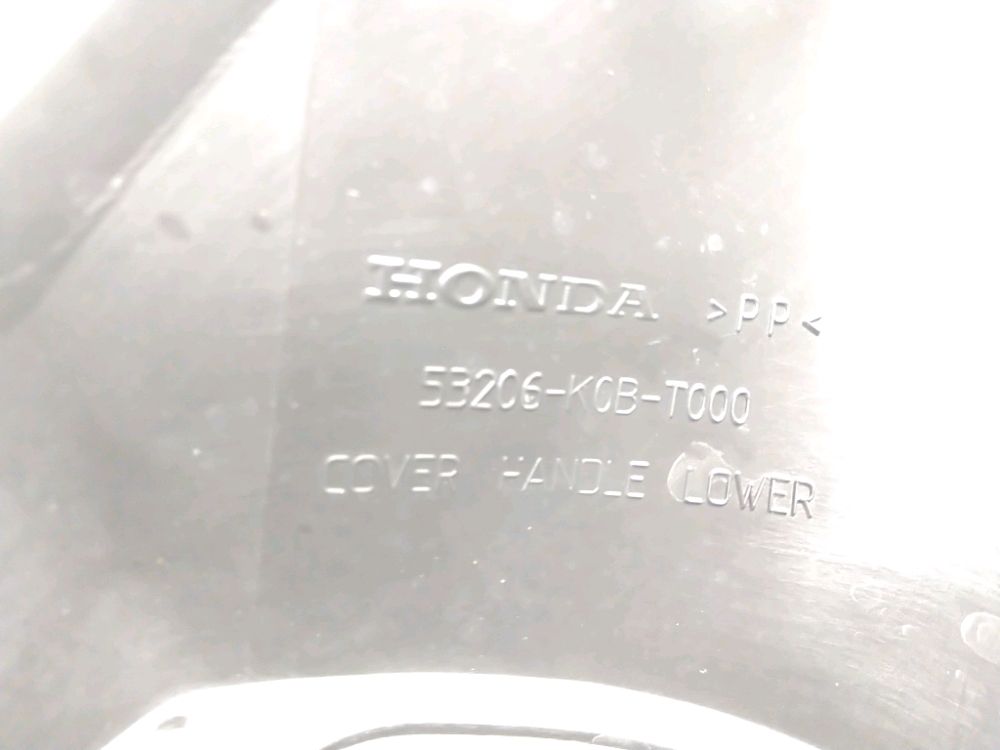 HONDA >PP<
53206-K0B-T000
COVER HANDLE LOWER